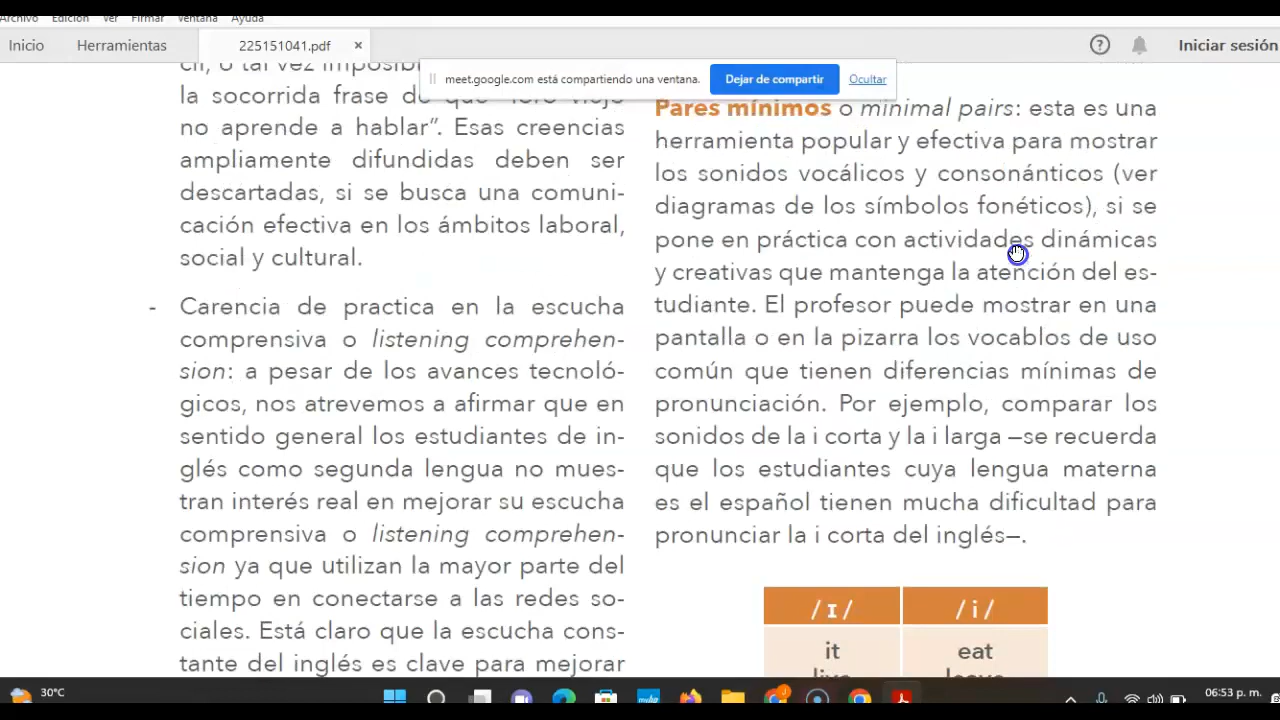 Archivo Edición Ver Firmar Ventana Ayuda
Inicio Herramientas 225151041.pdf × ? Iniciar sesión
meet.google.com está compartiendo una ventana. Dejar de compartir Ocultar
cir, o tal vez
la socorrida frase de que
no aprende a hablar”. Esas creencias
ampliamente difundidas deben ser
descartadas, si se busca una comuni-
cación efectiva en los ámbitos laboral,
social y cultural.
- Carencia de practica en la escucha
comprensiva o listening comprehen-
sion: a pesar de los avances tecnoló-
gicos, nos atrevemos a afirmar que en
sentido general los estudiantes de in-
glés como segunda lengua no mues-
tran interés real en mejorar su escucha
comprensiva o listening comprehen-
sion ya que utilizan la mayor parte del
tiempo en conectarse a las redes so-
ciales. Está claro que la escucha cons-
tante del inglés es clave para mejorar
Pares mínimos o minimal pairs: esta es una
herramienta popular y efectiva para mostrar
los sonidos vocálicos y consonánticos (ver
diagramas de los símbolos fonéticos), si se
pone en práctica con actividades dinámicas
y creativas que mantenga la atención del es-
tudiante. El profesor puede mostrar en una
pantalla o en la pizarra los vocablos de uso
común que tienen diferencias mínimas de
pronunciación. Por ejemplo, comparar los
sonidos de la i corta y la i larga —se recuerda
que los estudiantes cuya lengua materna
es el español tienen mucha dificultad para
pronunciar la i corta del inglés—.
/ɪ/ /i/
it eat
live leave
30°C 06:53 p. m.